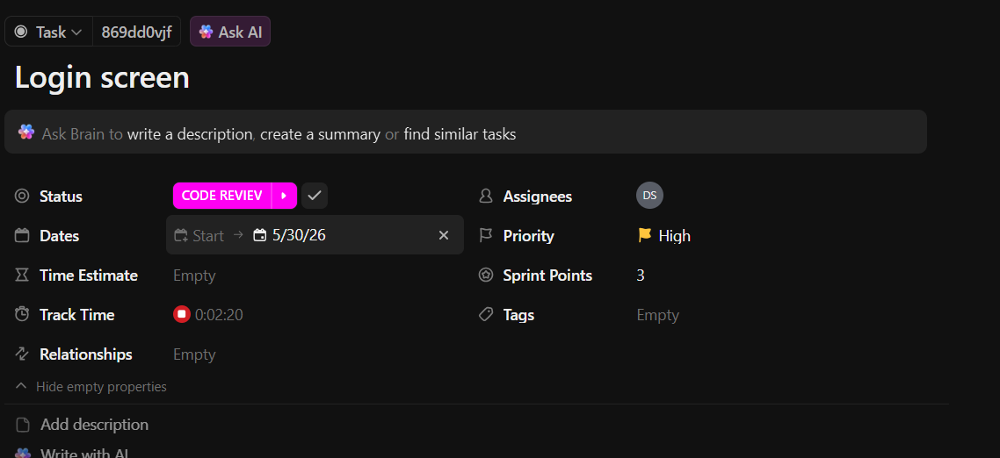 Task 869dd0vjf Ask AI
Login screen
Ask Brain to write a description, create a summary or find similar tasks
Status CODE REVIEV Assignees DS
Dates Start → 5/30/26 Priority High
Time Estimate Empty Sprint Points 3
Track Time 0:02:20 Tags Empty
Relationships Empty
Hide empty properties
Add description
Write with AI